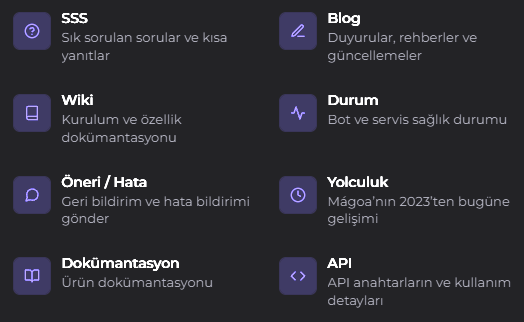 SSS
Sık sorulan sorular ve kısa
yanıtlar
Blog
Duyurular, rehberler ve
güncellemeler
Wiki
Kurulum ve özellik
dokümantasyonu
Durum
Bot ve servis sağlık durumu
Öneri / Hata
Geri bildirim ve hata bildirimi
gönder
Yolculuk
Mágoa'nın 2023'ten bugüne
gelişimi
Dokümantasyon
Ürün dokümantasyonu
API
API anahtarların ve kullanım
detayları